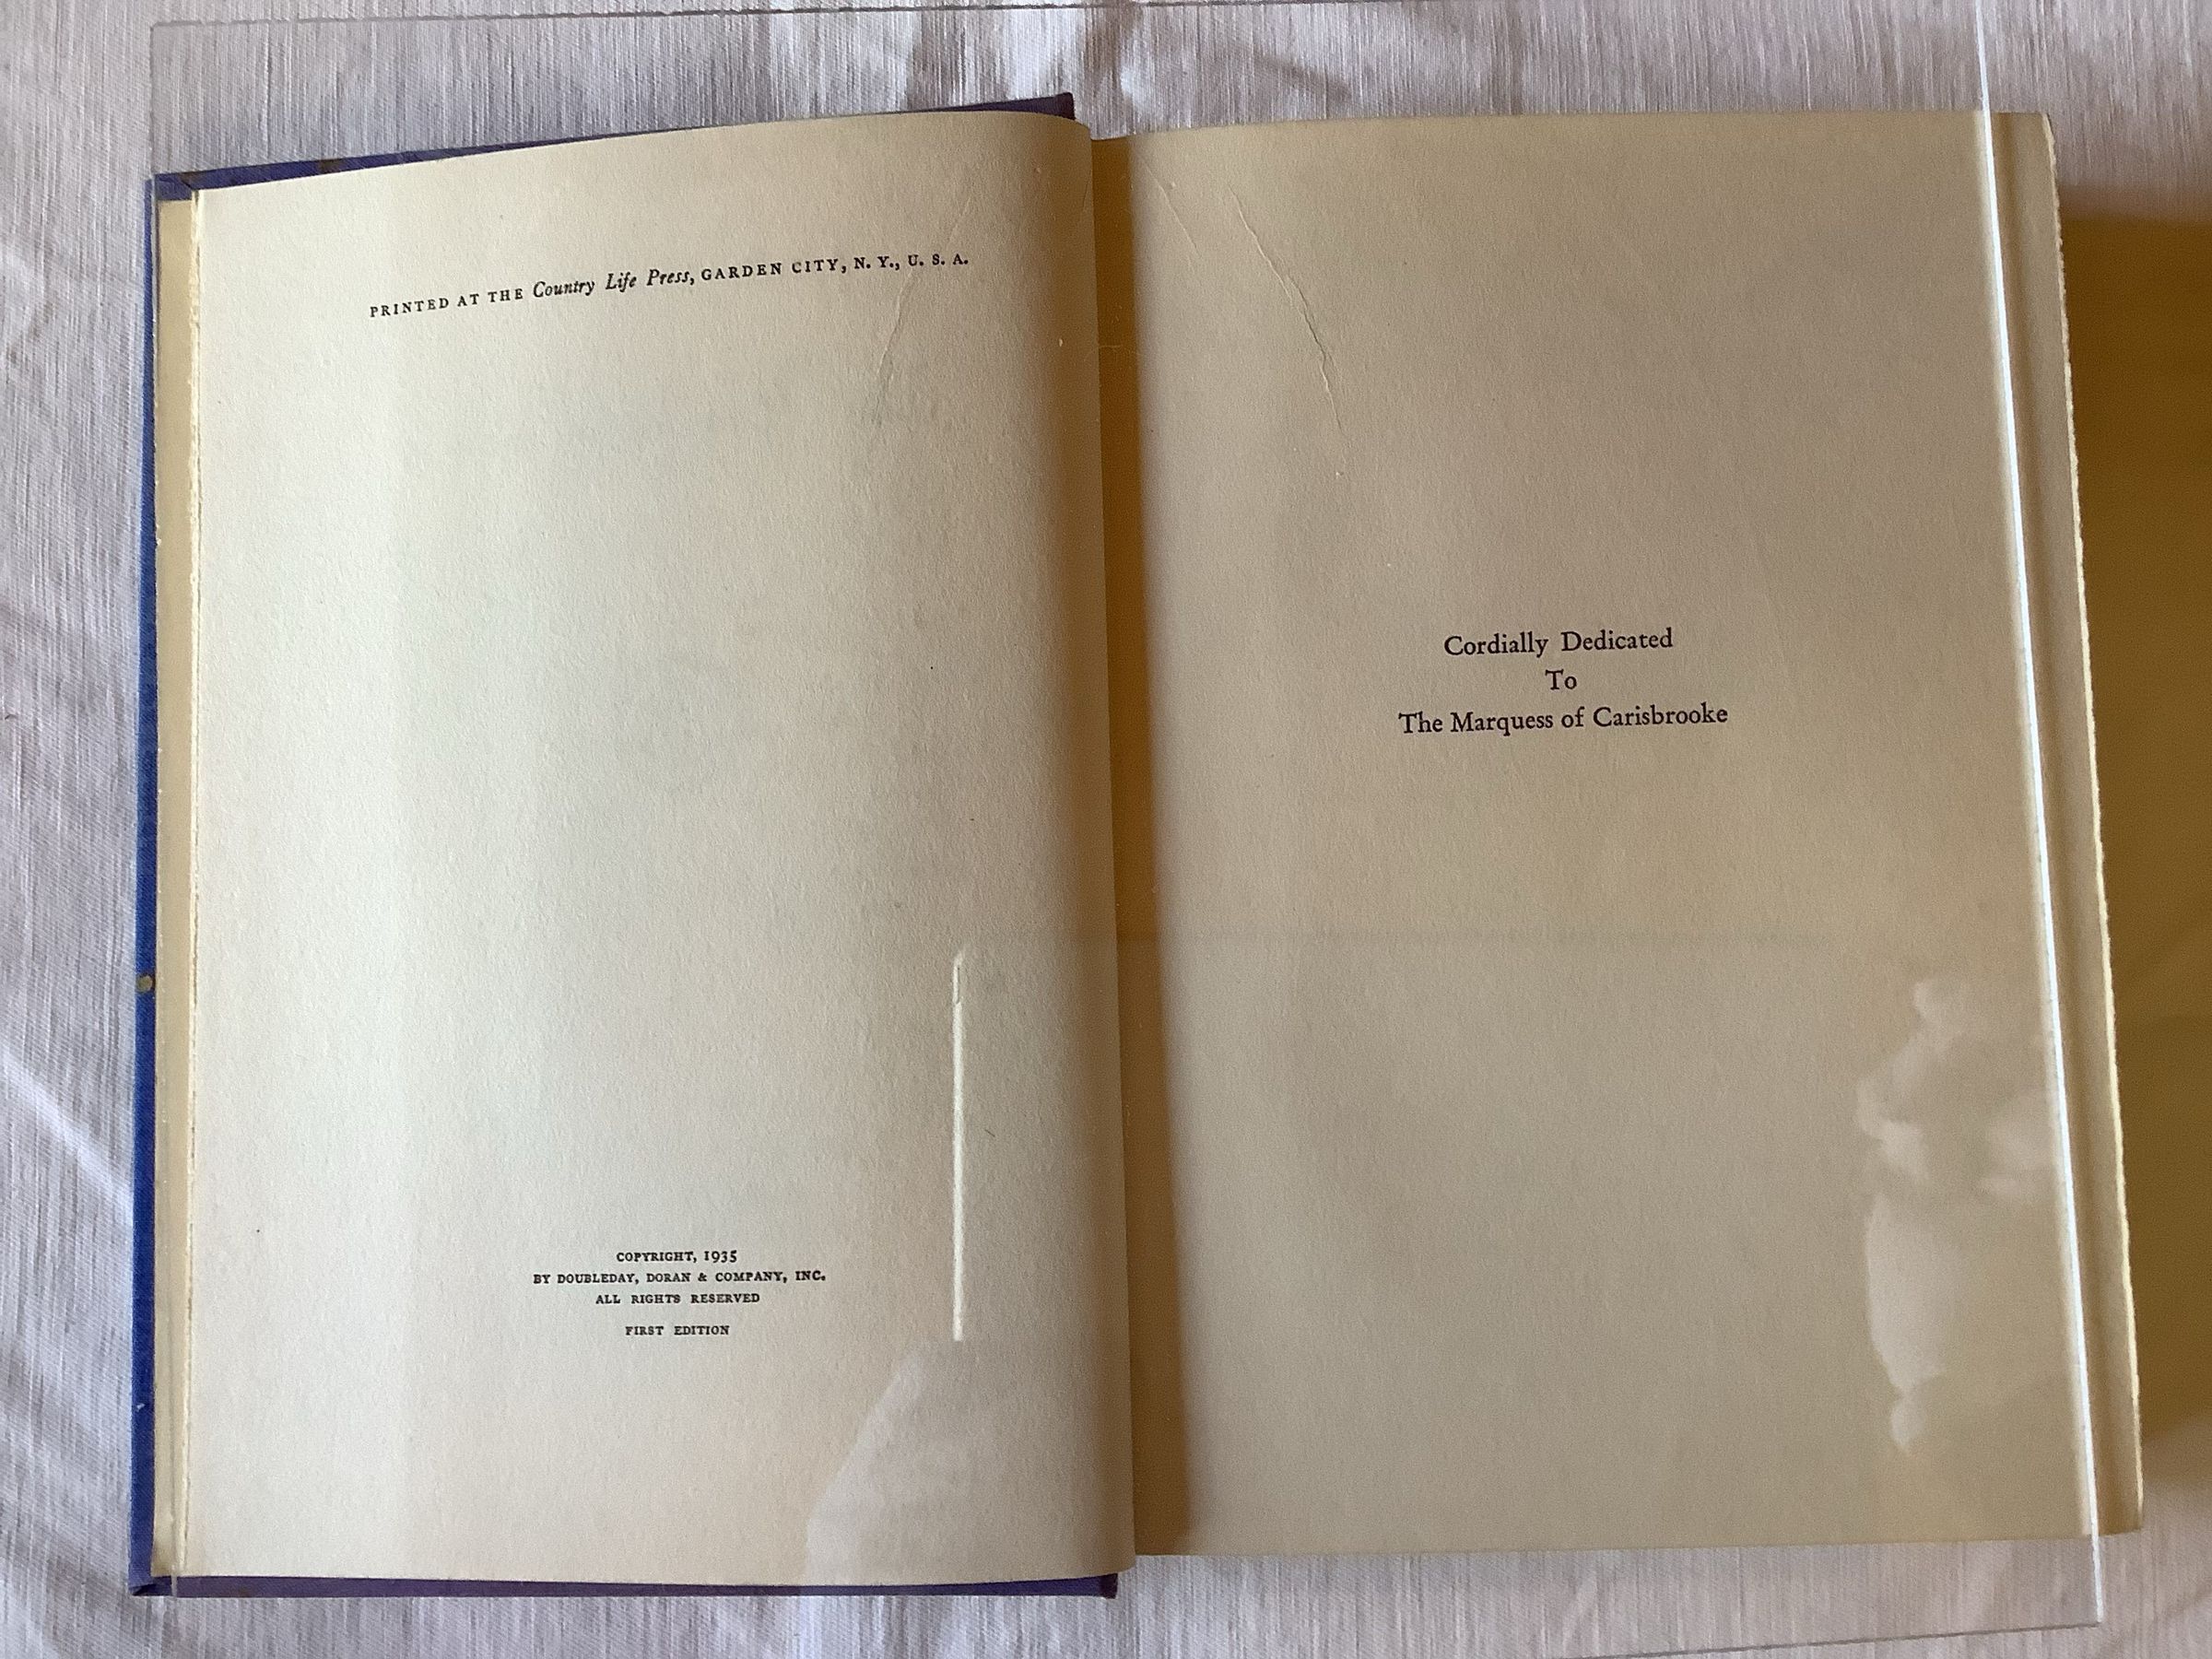 PRINTED AT THE Country Life Press, GARDEN CITY, N. Y., U. S. A.
COPYRIGHT, 1935
BY DOUBLEDAY, DORAN & COMPANY, INC.
ALL RIGHTS RESERVED
FIRST EDITION
Cordially Dedicated
To
The Marquess of Carisbrooke